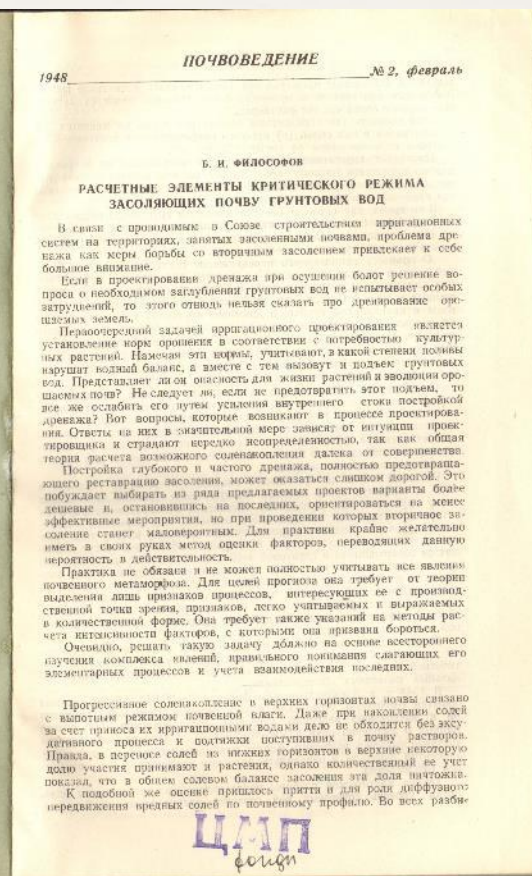 ПОЧВОВЕДЕНИЕ
1948 № 2, февраль
Б. И. ФИЛОСОФОВ
РАСЧЕТНЫЕ ЭЛЕМЕНТЫ КРИТИЧЕСКОГО РЕЖИМА
ЗАСОЛЯЮЩИХ ПОЧВУ ГРУНТОВЫХ ВОД
В связи с проводимым в Союзе строительством ирригационных
систем на территориях, занятых засоленными почвами, проблема дре-
нажа как меры борьбы со вторичным засолением привлекает к себе
большое внимание.
Если в проектировании дренажа при осушении болот решение во-
проса о необходимом заглублении грунтовых вод не испытывает особых
затруднений, то этого отнюдь нельзя сказать про дренирование оро-
шаемых земель.
Первоочередной задачей ирригационного проектирования является
установление норм орошения в соответствии с потребностью культур-
ных растений. Намечая эти нормы, учитывают, в какой степени поливы
нарушат водный баланс, а вместе с тем вызовут и подъем грунтовых
вод. Представляет ли он опасность для жизни растений и эволюции оро-
шаемых почв? Не следует ли, если не предотвратить этот подъем, то
все же ослабить его путем усиления внутреннего стока постройкой
дренажа? Вот вопросы, которые возникают в процессе проектирова-
ния. Ответы на них в значительной мере зависят от интуиции проек-
тировщика и страдают нередко неопределенностью, так как общая
теория расчета возможного соленакопления далека от совершенства.
Постройка глубокого и частого дренажа, полностью предотвраща-
ющего реставрацию засоления, может оказаться слишком дорогой. Это
побуждает выбирать из ряда предлагаемых проектов варианты более
дешевые и, остановившись на последних, ориентироваться на менее
эффективные мероприятия, но при проведении которых вторичное за-
соление станет маловероятным. Для практики крайне желательно
иметь в своих руках метод оценки факторов, переводящих данную
вероятность в действительность.
Практика не обязана и не может полностью учитывать все явления
почвенного метаморфоза. Для целей прогноза она требует от теории
выделения лишь признаков процессов, интересующих ее с производ-
ственной точки зрения, признаков, легко учитываемых и выражаемых
в количественной форме. Она требует также указаний на методы рас-
чета интенсивности факторов, с которыми она призвана бороться.
Очевидно, решать такую задачу должно на основе всестороннего
изучения комплекса явлений, правильного понимания слагающих его
элементарных процессов и учета взаимодействия последних.
Прогрессивное соленакопление в верхних горизонтах почвы связано
с выпотным режимом почвенной влаги. Даже при накоплении солей
за счет приноса их ирригационными водами дело не обходится без эксу-
дативного процесса и подтяжки поступивших в почву растворов.
Правда, в переносе солей из нижних горизонтов в верхние некоторую
долю участия принимают и растения, однако количественный ее учет
показал, что в общем солевом балансе засоления эта доля ничтожна.
К подобной же оценке пришлось притти и для роли диффузного
передвижения вредных солей по почвенному профилю. Во всех разби-
ЦМП
фонди